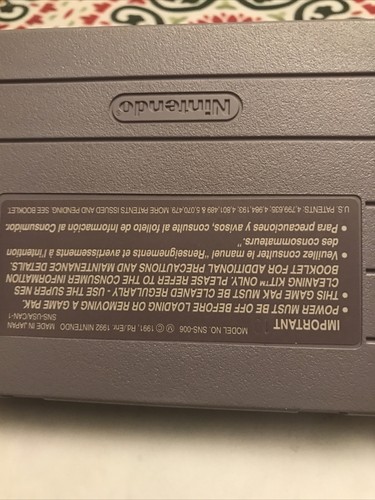 MODEL NO. SNS-006 Ⓜ © 1991, Rd./Enr. 1992 NINTENDO MADE IN JAPAN
SNS-USA/CAN-1
IMPORTANT
• POWER MUST BE OFF BEFORE LOADING OR REMOVING A GAME PAK.
• THIS GAME PAK MAY BE CLEANED REGULARLY - USE THE SUPER NES
CLEANING KIT™ ONLY. PLEASE REFER TO THE CONSUMER INFORMATION
BOOKLET FOR ADDITIONAL PRECAUTIONS AND MAINTENANCE DETAILS.
• Veuillez consulter le manuel "Renseignements et avertissements à l'intention
des consommateurs".
• Para precauciones y avisos, consulte al folleto de Información al Consumidor.
U.S. PATENTS: 4,799,635; 4,984,193; 4,801,489 & 5,070,479. MORE PATENTS ISSUED AND PENDING. SEE BOOKLET.
Nintendo